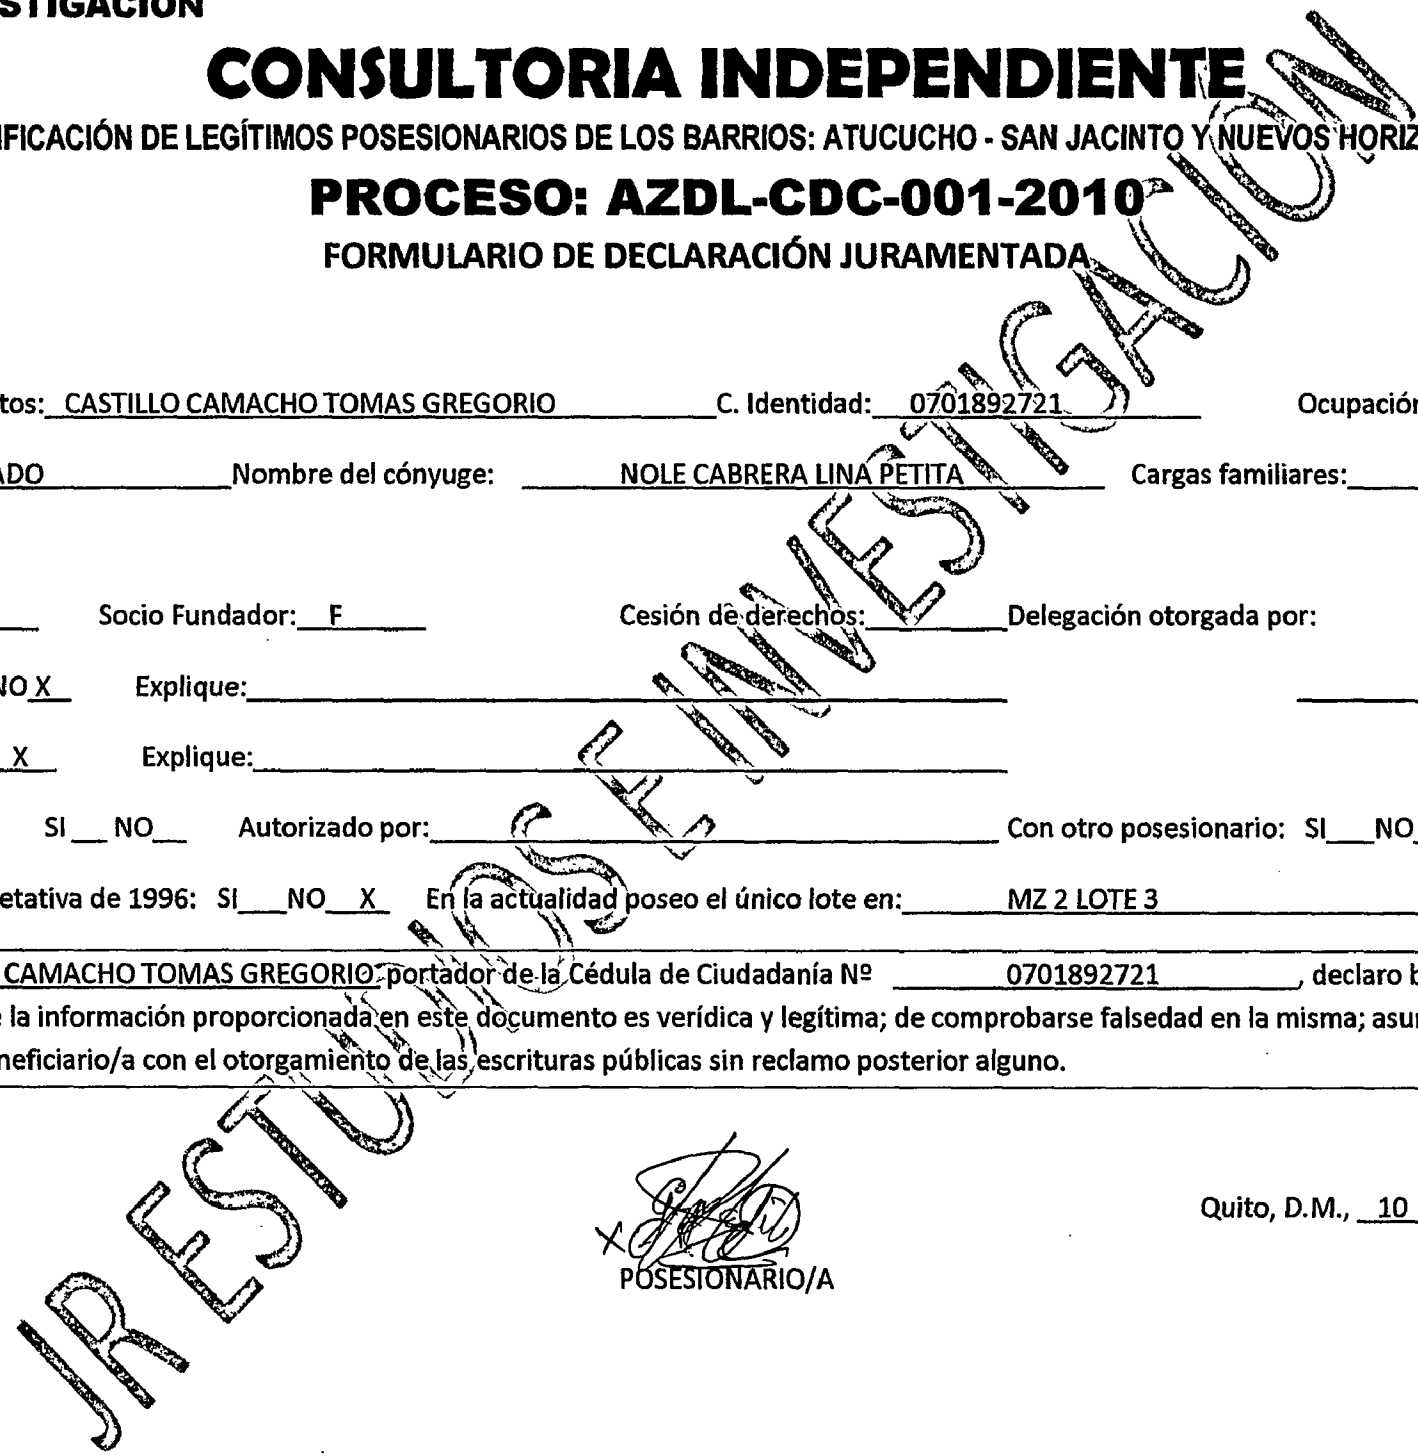 STIGACIÓN
CONSULTORIA INDEPENDIENTE
IFICACIÓN DE LEGÍTIMOS POSESIONARIOS DE LOS BARRIOS: ATUCUCHO - SAN JACINTO Y NUEVOS HORIZ
PROCESO: AZDL-CDC-001-2010
FORMULARIO DE DECLARACIÓN JURAMENTADA
tos: CASTILLO CAMACHO TOMAS GREGORIO C. Identidad: 0701892721 Ocupación
ADO Nombre del cónyuge: NOLE CABRERA LINA PETITA Cargas familiares:
Socio Fundador: F Cesión de derechos: Delegación otorgada por:
NO X Explique:
X Explique:
SI NO Autorizado por: Con otro posesionario: SI NO
etativa de 1996: SI NO X En la actualidad poseo el único lote en: MZ 2 LOTE 3
CAMACHO TOMAS GREGORIO portador de la Cédula de Ciudadanía Nº 0701892721, declaro b
e la información proporcionada en este documento es verídica y legítima; de comprobarse falsedad en la misma; asu
neficiario/a con el otorgamiento de las escrituras públicas sin reclamo posterior alguno.
X
POSESIONARIO/A
Quito, D.M., 10
JR ESTUDIOS E INVESTIGACION